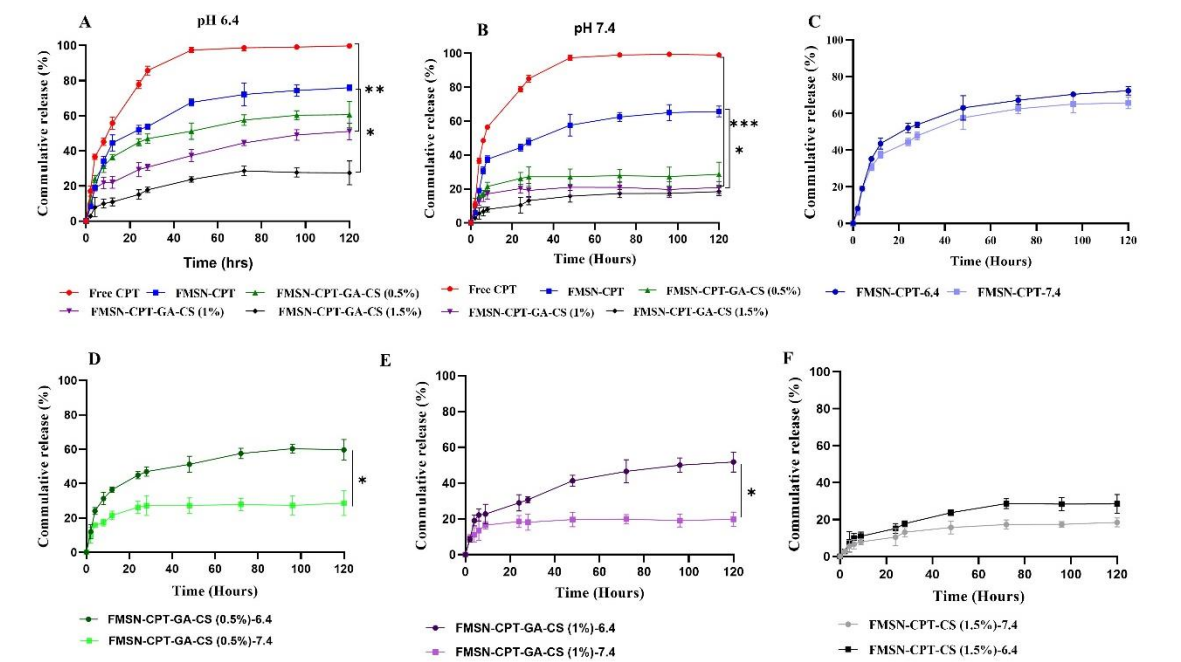 A
pH 6.4
Commulative release (%)
100
80
60
40
20
0
0 20 40 60 80 100 120
Time (hrs)
**
*
Free CPT FMSN-CPT FMSN-CPT-GA-CS (0.5%)
FMSN-CPT-GA-CS (1%) FMSN-CPT-GA-CS (1.5%)
B
pH 7.4
Commulative release (%)
100
80
60
40
20
0
0 20 40 60 80 100 120
Time (Hours)
***
*
Free CPT FMSN-CPT FMSN-CPT-GA-CS (0.5%)
FMSN-CPT-GA-CS (1%) FMSN-CPT-GA-CS (1.5%)
C
Commulative release (%)
100
80
60
40
20
0
0 20 40 60 80 100 120
Time (Hours)
FMSN-CPT-6.4 FMSN-CPT-7.4
D
Commulative release (%)
100
80
60
40
20
0
0 20 40 60 80 100 120
Time (Hours)
*
FMSN-CPT-GA-CS (0.5%)-6.4
FMSN-CPT-GA-CS (0.5%)-7.4
E
Commulative release (%)
100
80
60
40
20
0
0 20 40 60 80 100 120
Time (Hours)
*
FMSN-CPT-GA-CS (1%)-6.4
FMSN-CPT-GA-CS (1%)-7.4
F
Commulative release (%)
100
80
60
40
20
0
0 20 40 60 80 100 120
Time (Hours)
FMSN-CPT-CS (1.5%)-7.4
FMSN-CPT-CS (1.5%)-6.4